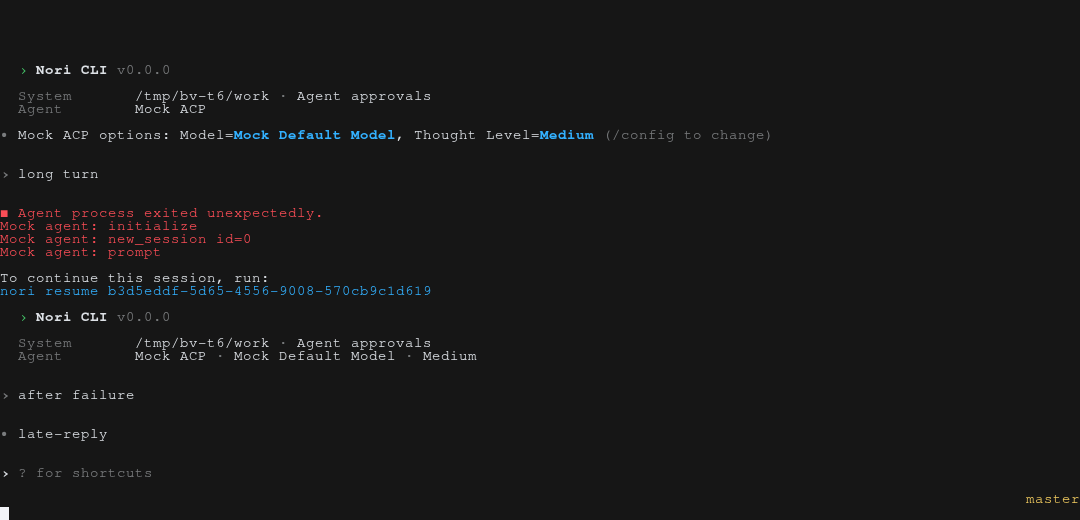 › Nori CLI v0.0.0
System /tmp/bv-t6/work · Agent approvals
Agent Mock ACP
• Mock ACP options: Model=Mock Default Model, Thought Level=Medium (/config to change)
› long turn
■ Agent process exited unexpectedly.
Mock agent: initialize
Mock agent: new_session id=0
Mock agent: prompt
To continue this session, run:
nori resume b3d5eddf-5d65-4556-9008-570cb9c1d619
› Nori CLI v0.0.0
System /tmp/bv-t6/work · Agent approvals
Agent Mock ACP · Mock Default Model · Medium
› after failure
• late-reply
› ? for shortcuts
master